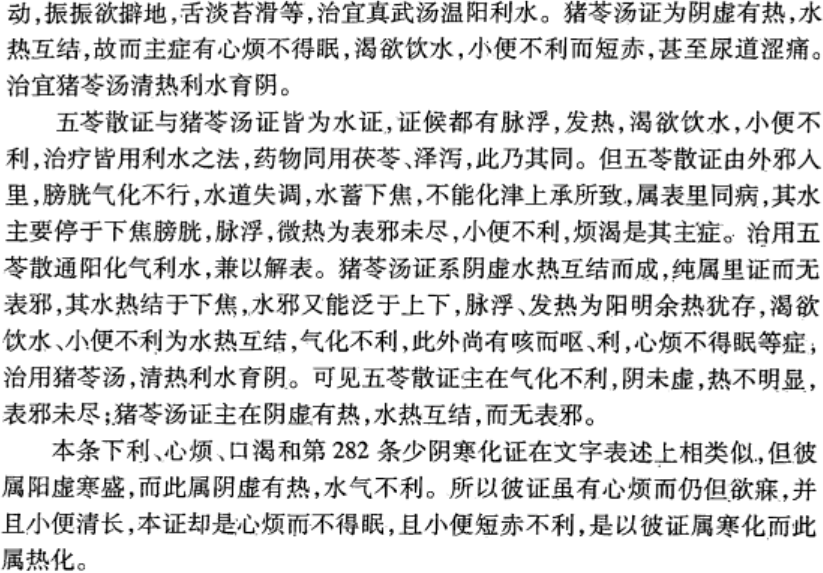 动,振振欲擗地,舌淡苔滑等,治宜真武汤温阳利水。猪苓汤证为阴虚有热,水
热互结,故而主症有心烦不得眠,渴欲饮水,小便不利而短赤,甚至尿道涩痛。
治宜猪苓汤清热利水育阴。
五苓散证与猪苓汤证皆为水证,证候都有脉浮,发热,渴欲饮水,小便不
利,治疗皆用利水之法,药物同用茯苓、泽泻,此乃其同。但五苓散证由外邪入
里,膀胱气化不行,水道失调,水蓄下焦,不能化津上承所致,属表里同病,其水
主要停于下焦膀胱,脉浮,微热为表邪未尽,小便不利,烦渴是其主症。治用五
苓散通阳化气利水,兼以解表。猪苓汤证系阴虚水热互结而成,纯属里证而无
表邪,其水热结于下焦,水邪又能泛于上下,脉浮、发热为阳明余热犹存,渴欲
饮水、小便不利为水热互结,气化不利,此外尚有咳而呕、利,心烦不得眠等症;
治用猪苓汤,清热利水育阴。可见五苓散证主在气化不利,阴未虚,热不明显,
表邪未尽;猪苓汤证主在阴虚有热,水热互结,而无表邪。
本条下利、心烦、口渴和第 282 条少阴寒化证在文字表述上相类似,但彼
属阳虚寒盛,而此属阴虚有热,水气不利。所以彼证虽有心烦而仍但欲寐,并
且小便清长,本证却是心烦而不得眠,且小便短赤不利,是以彼证属寒化而此
属热化。